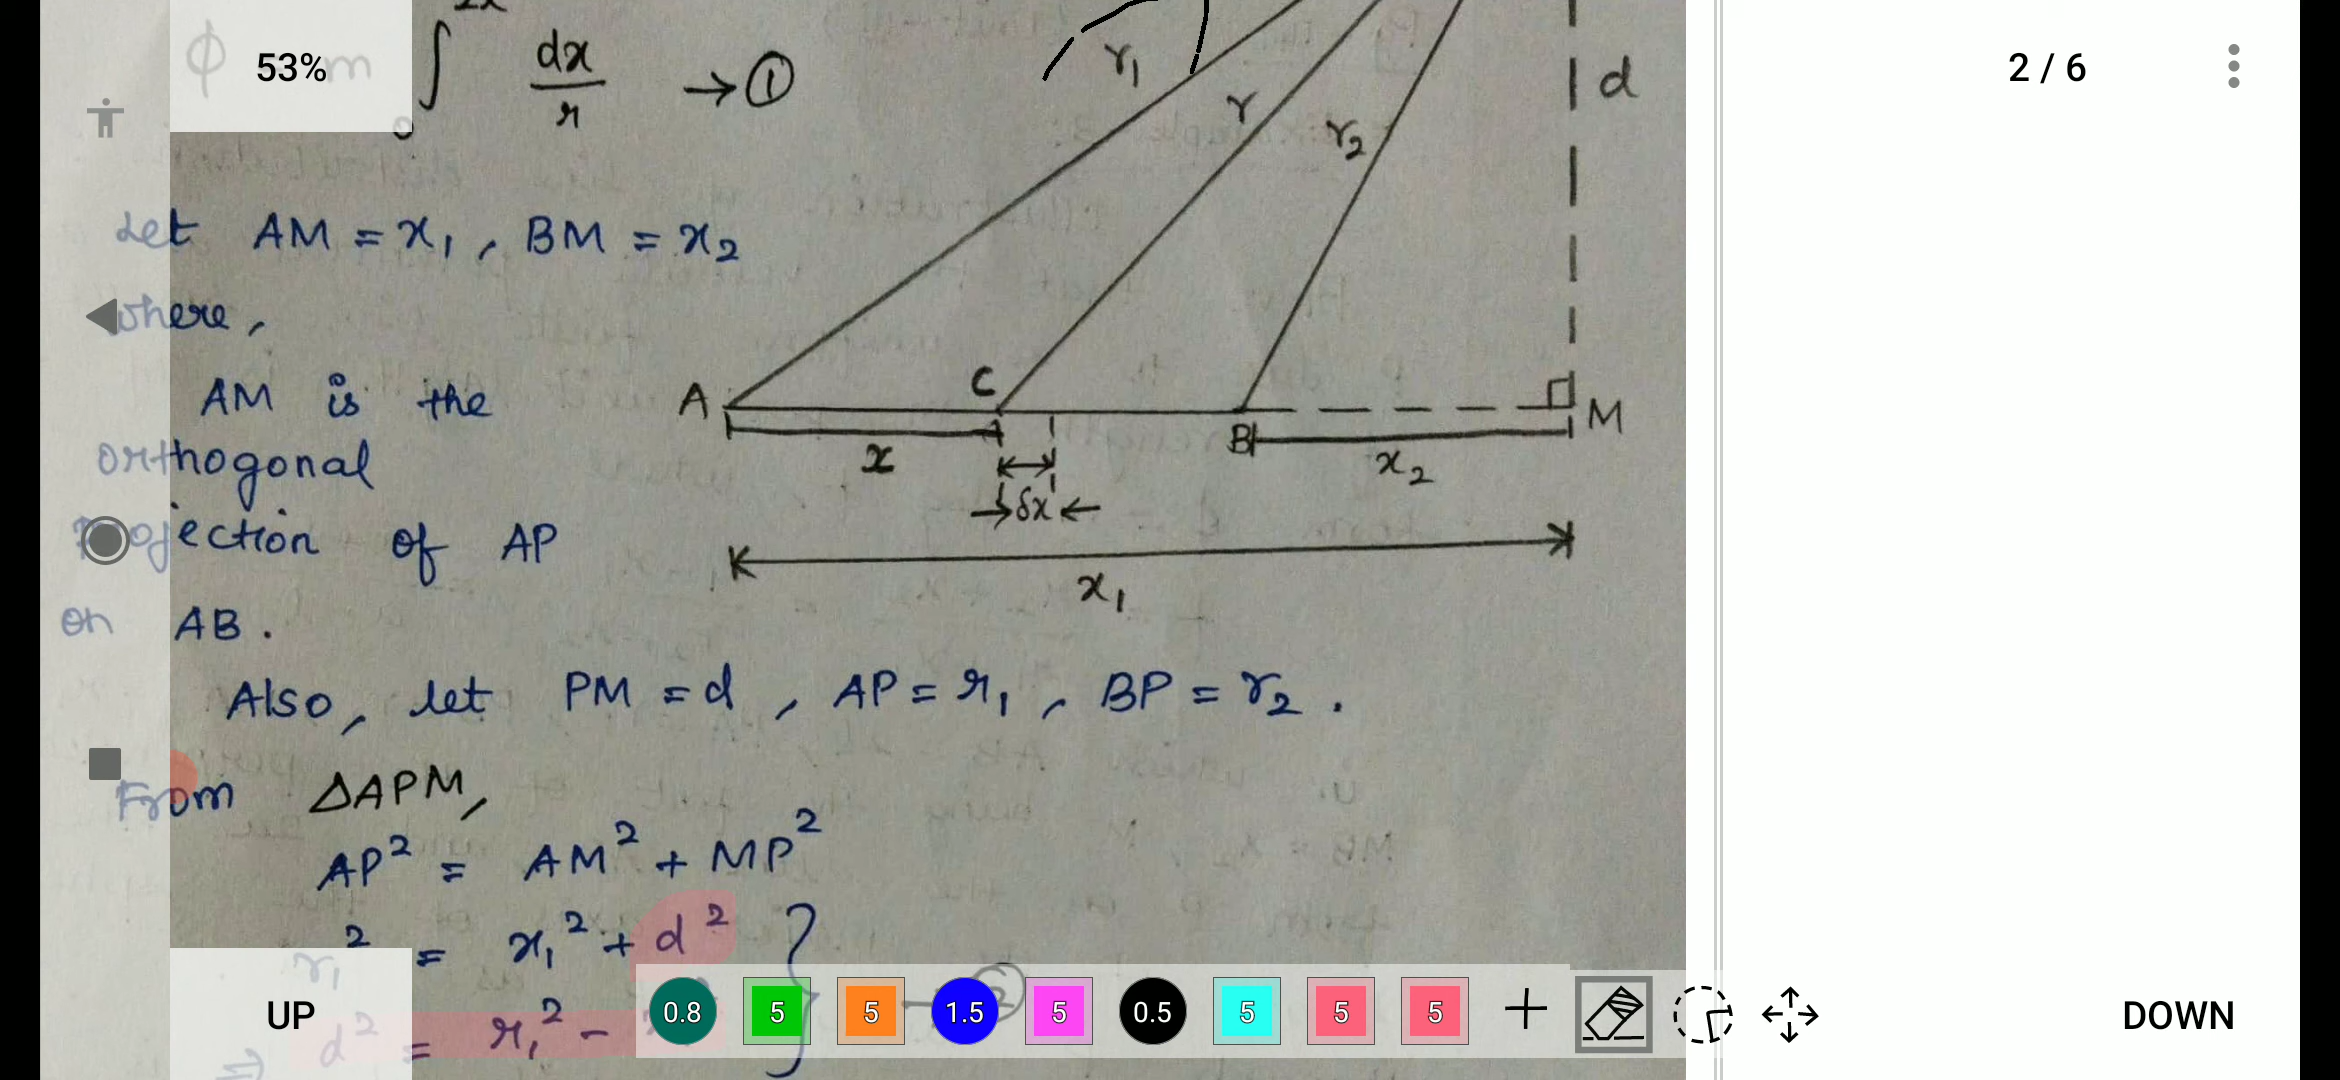 2 / 6
53%
ϕ m ∫ dx/r → ①
0
r₁
r
r₂
d
Let AM = x₁, BM = x₂
where,
A
C
B
M
AM is the
x
x₂
orthogonal
δx
projection of AP
x₁
on AB.
Also, let PM = d, AP = r₁, BP = r₂.
From ΔAPM,
AP² = AM² + MP²
r₁² = x₁² + d²
⇒ d² = r₁² -
UP
0.8 5 5 1.5 5 0.5 5 5 5
DOWN